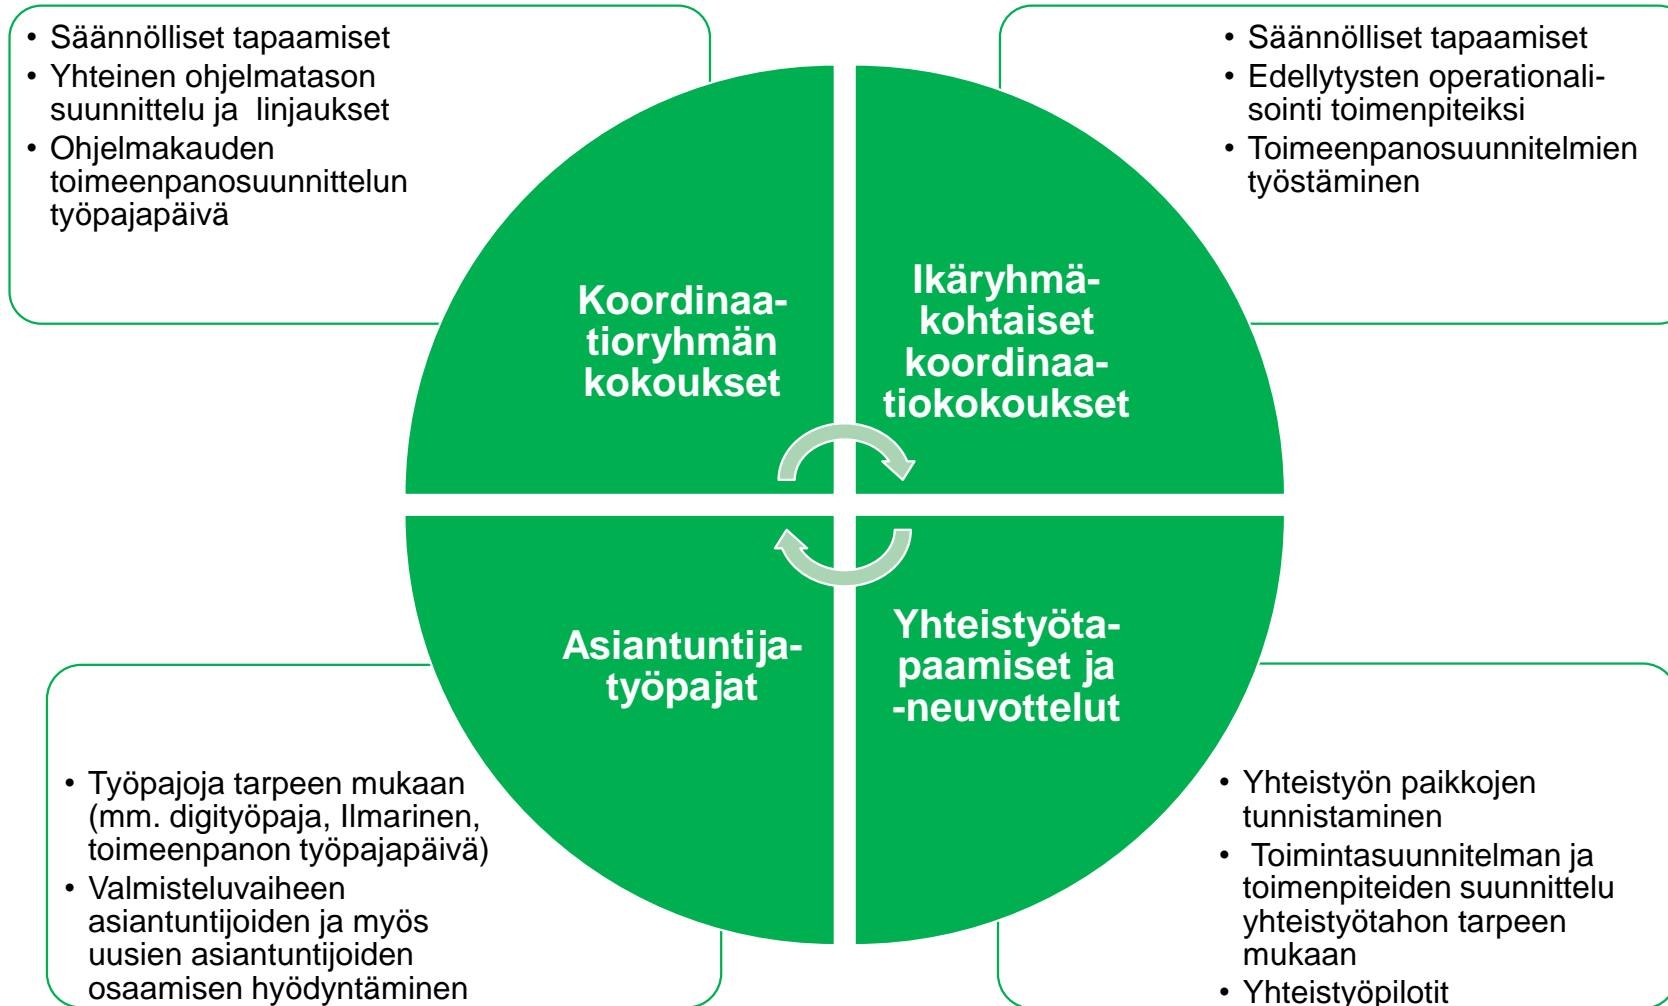 • Säännölliset tapaamiset
• Yhteinen ohjelmatason
suunnittelu ja linjaukset
• Ohjelmakauden
toimeenpanosuunnittelun
työpajapäivä
• Säännölliset tapaamiset
• Edellytysten operationali-
sointi toimenpiteiksi
• Toimeenpanosuunnitelmien
työstäminen
Koordinaa-
tioryhmän
kokoukset
Ikäryhmä-
kohtaiset
koordinaa-
tiokokoukset
Asiantuntija-
työpajat
Yhteistyöta-
paamiset ja
-neuvottelut
• Työpajoja tarpeen mukaan
(mm. digityöpaja, Ilmarinen,
toimeenpanon työpajapäivä)
• Valmisteluvaiheen
asiantuntijoiden ja myös
uusien asiantuntijoiden
osaamisen hyödyntäminen
• Yhteistyön paikkojen
tunnistaminen
• Toimintasuunnitelman ja
toimenpiteiden suunnittelu
yhteistyötahon tarpeen
mukaan
• Yhteistyöpilotit